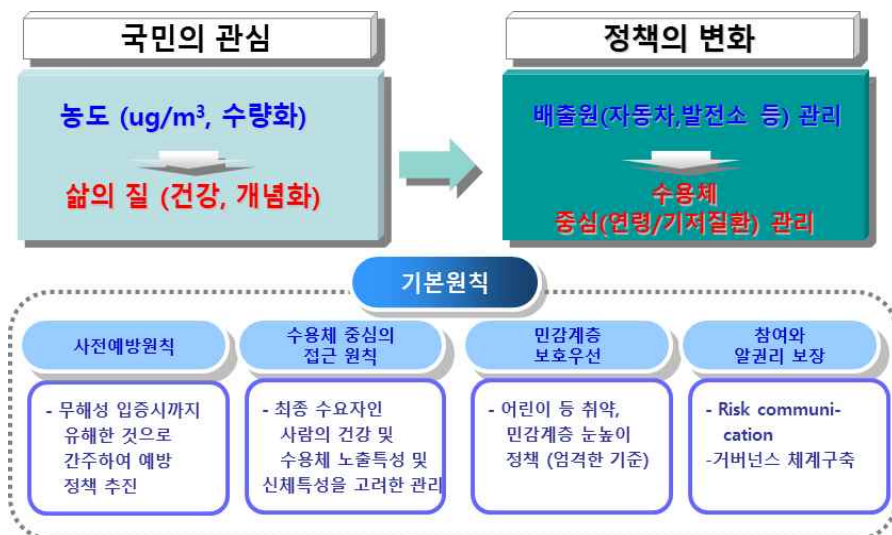 국민의 관심
정책의 변화
농도 (ug/m³, 수량화)
삶의 질 (건강, 개념화)
배출원(자동차,발전소 등) 관리
수용체
중심(연령/기저질환) 관리
기본원칙
사전예방원칙
- 무해성 입증시까지
유해한 것으로
간주하여 예방
정책 추진
수용체 중심의
접근 원칙
- 최종 수요자인
사람의 건강 및
수용체 노출특성 및
신체특성을 고려한 관리
민감계층
보호우선
- 어린이 등 취약,
민감계층 눈높이
정책 (엄격한 기준)
참여와
알권리 보장
- Risk communi-
cation
-거버넌스 체계구축